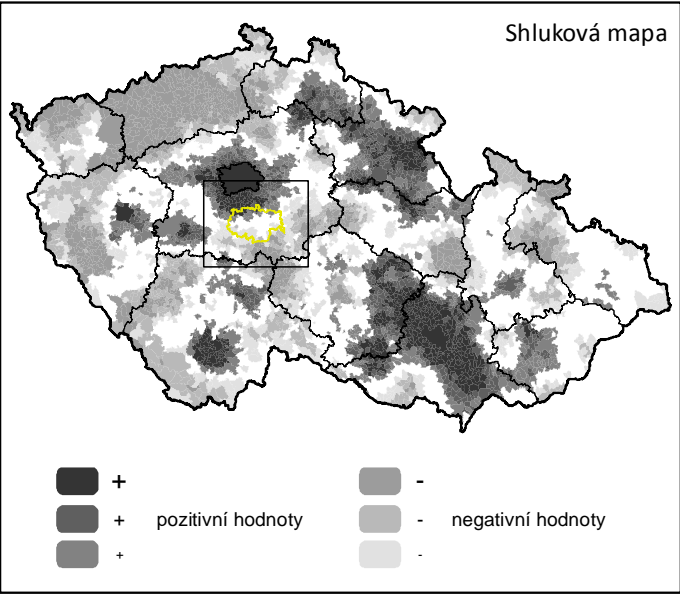 Shluková mapa
+ -
+ pozitivní hodnoty - negativní hodnoty
+ -